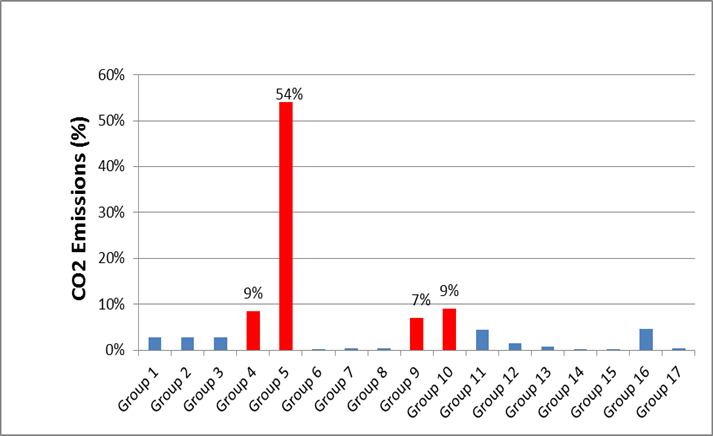 CO2 Emissions (%)
60%
50%
40%
30%
20%
10%
0%
9%
54%
7%
9%
Group 1
Group 2
Group 3
Group 4
Group 5
Group 6
Group 7
Group 8
Group 9
Group 10
Group 11
Group 12
Group 13
Group 14
Group 15
Group 16
Group 17